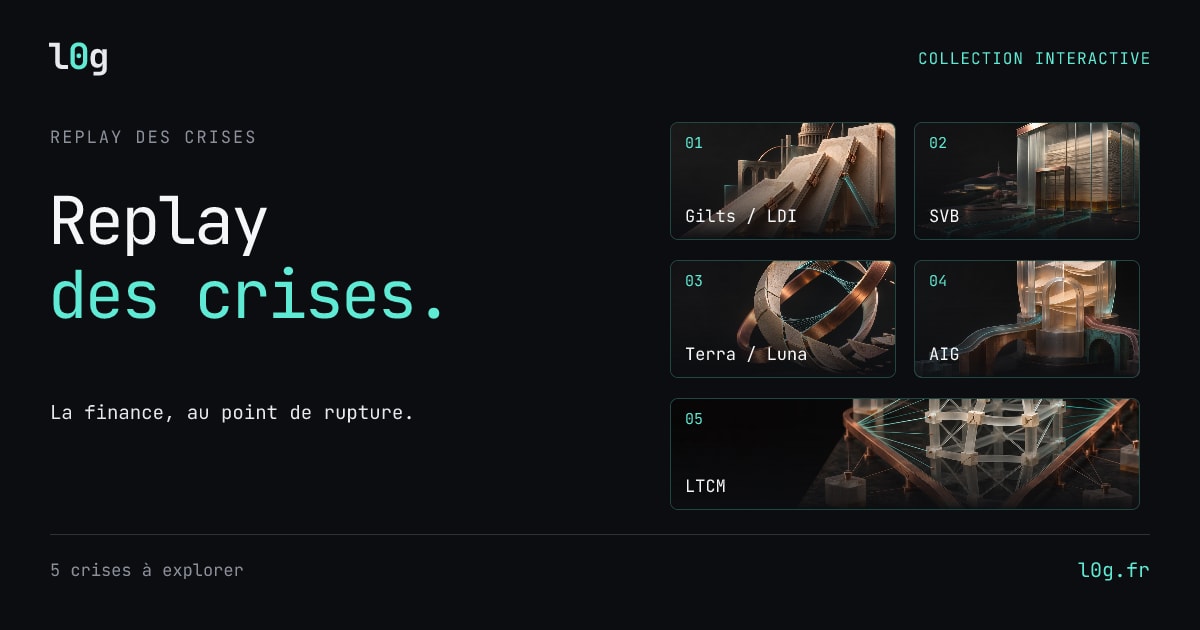 l0g
COLLECTION INTERACTIVE
REPLAY DES CRISES
Replay
des crises.
La finance, au point de rupture.
01
Gilts / LDI
02
SVB
03
Terra / Luna
04
AIG
05
LTCM
5 crises à explorer
l0g.fr